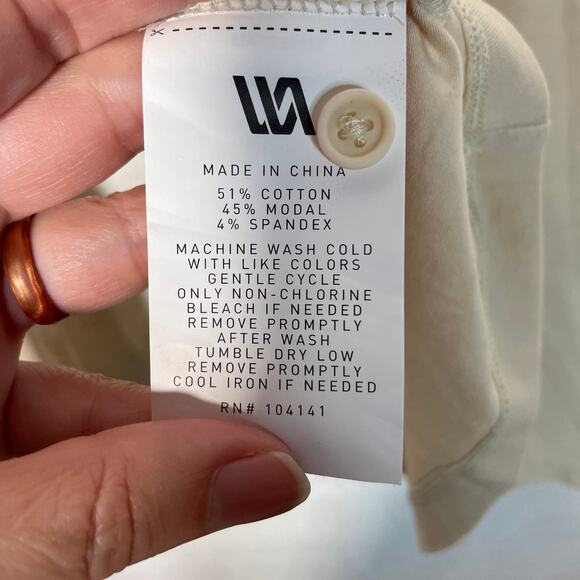 MADE IN CHINA
51% COTTON
45% MODAL
4% SPANDEX
MACHINE WASH COLD
WITH LIKE COLORS
GENTLE CYCLE
ONLY NON-CHLORINE
BLEACH IF NEEDED
REMOVE PROMPTLY
AFTER WASH
TUMBLE DRY LOW
REMOVE PROMPTLY
COOL IRON IF NEEDED
RN# 104141